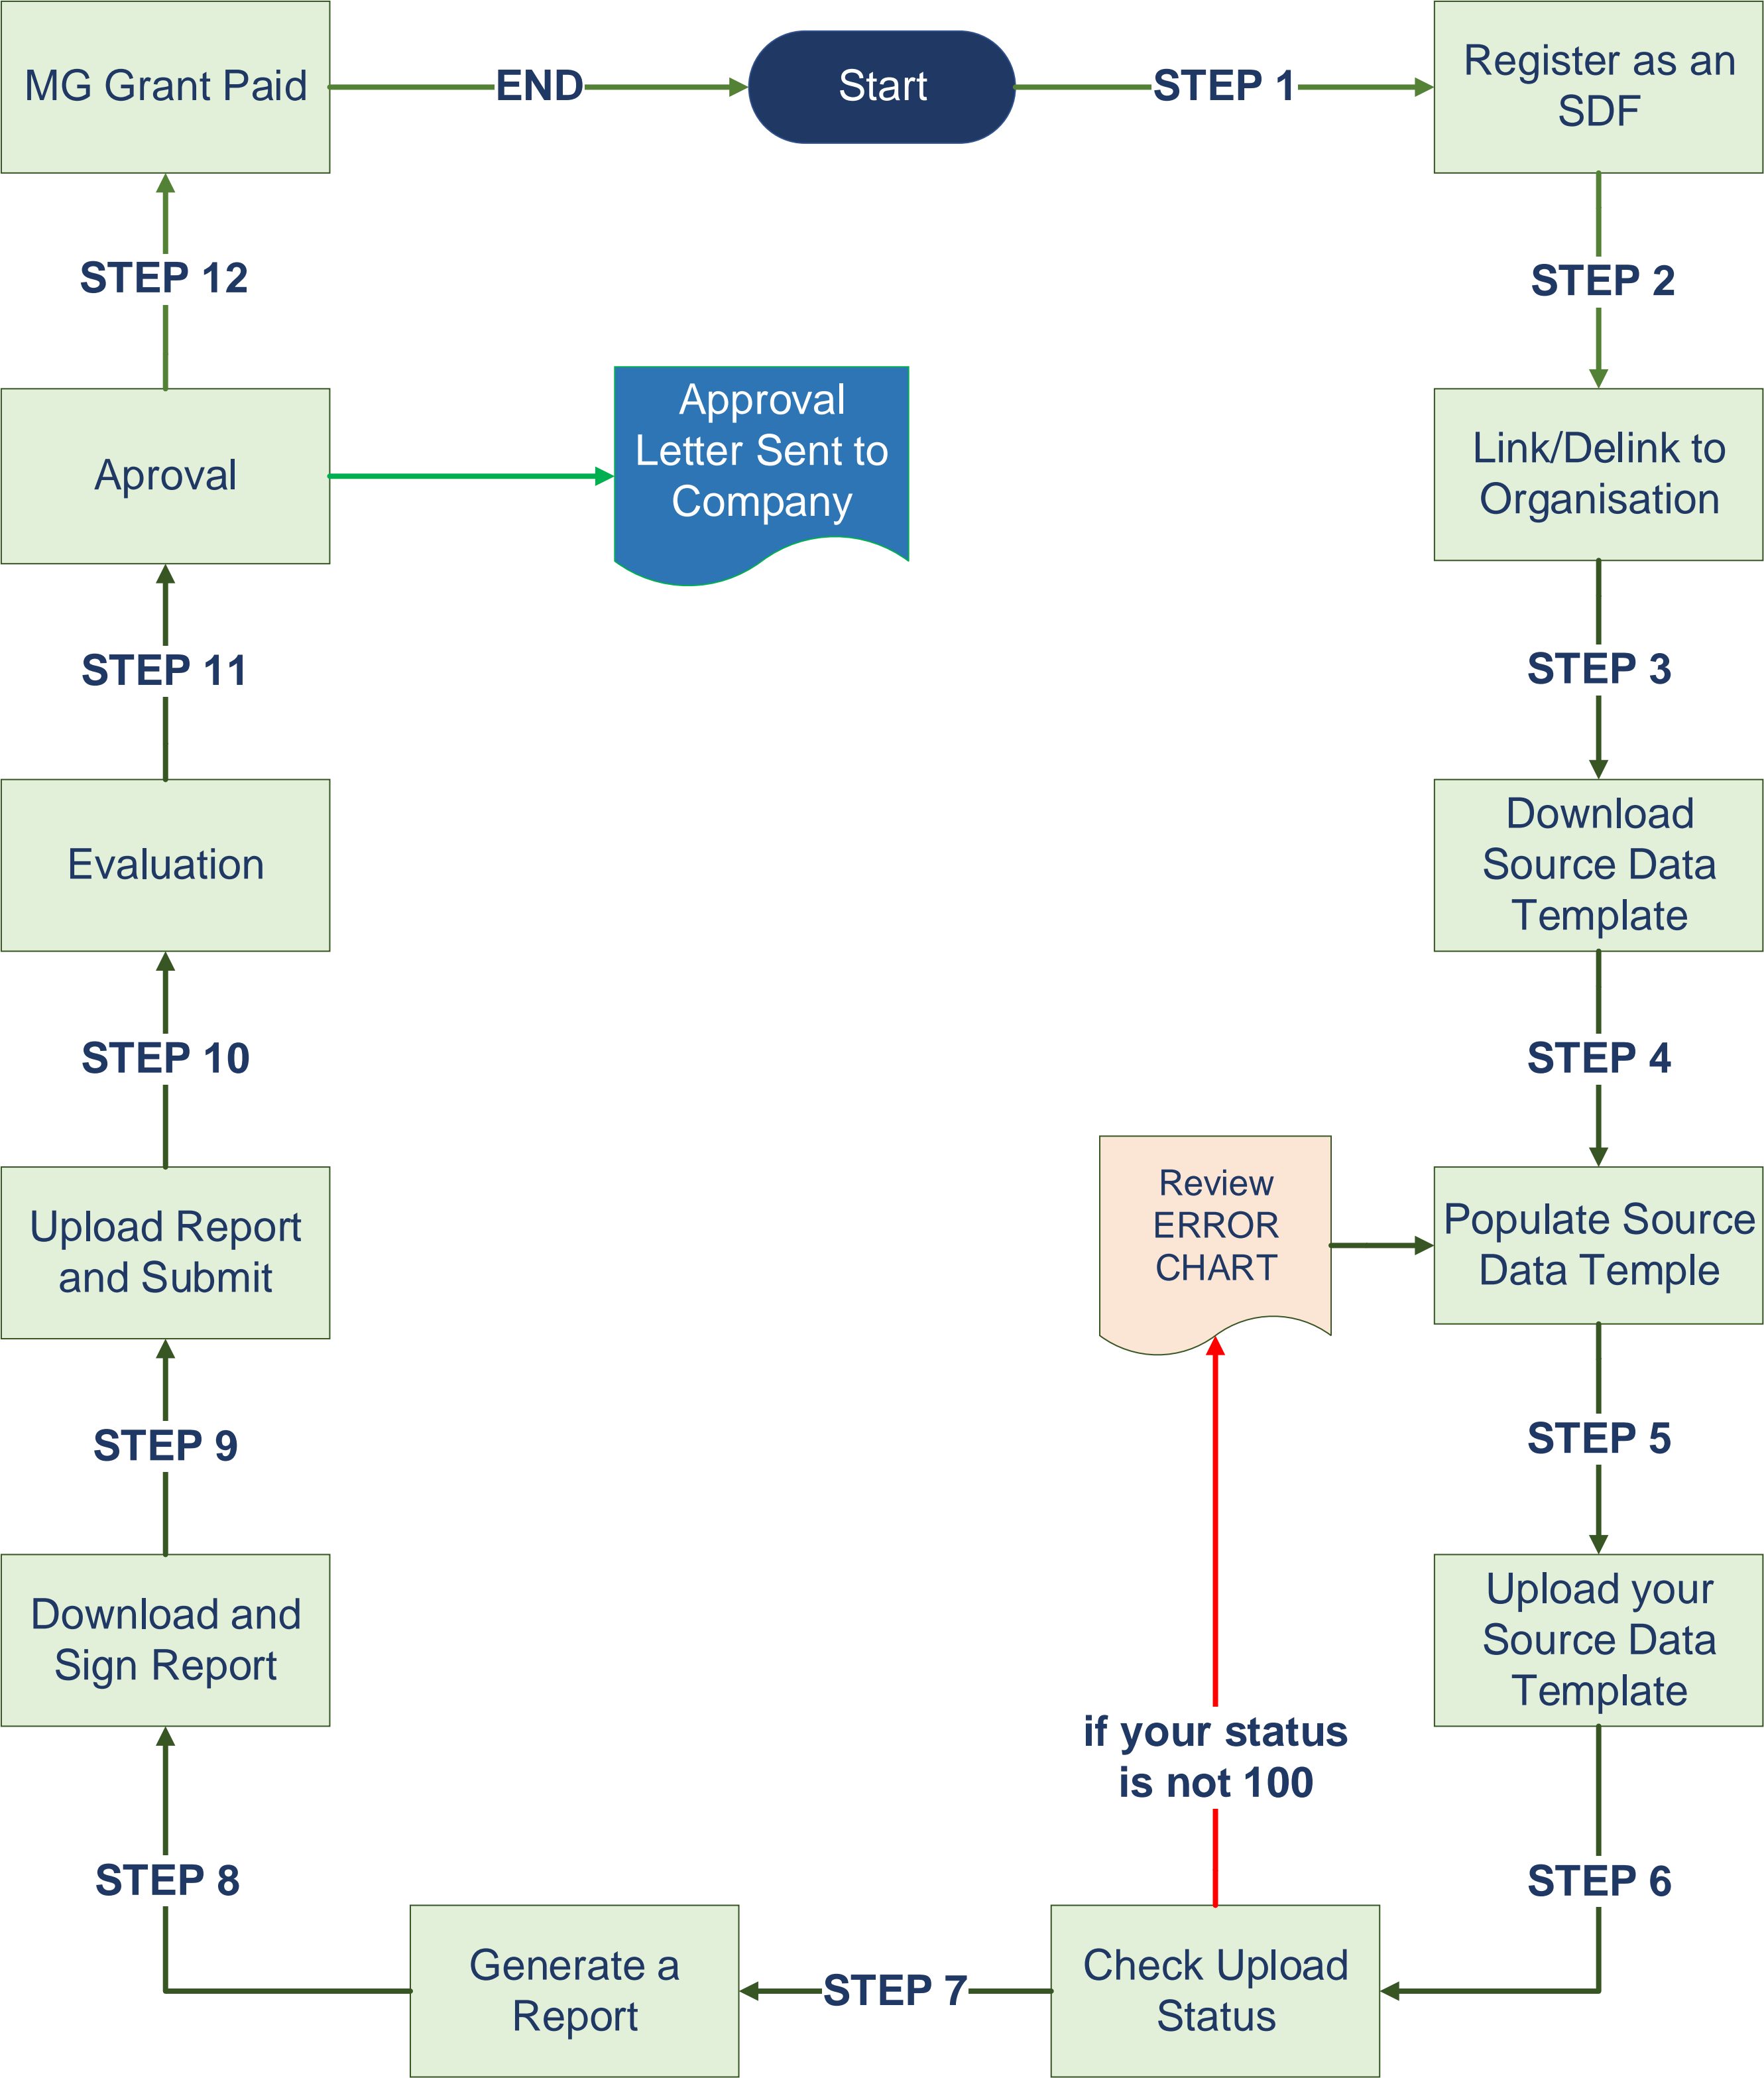 MG Grant Paid
END
Start
STEP 1
Register as an
SDF
STEP 2
Link/Delink to
Organisation
STEP 3
Download
Source Data
Template
STEP 4
Populate Source
Data Temple
STEP 5
Upload your
Source Data
Template
STEP 6
Check Upload
Status
if your status
is not 100
Review
ERROR
CHART
STEP 7
Generate a
Report
STEP 8
Download and
Sign Report
STEP 9
Upload Report
and Submit
STEP 10
Evaluation
STEP 11
Aproval
Approval
Letter Sent to
Company
STEP 12